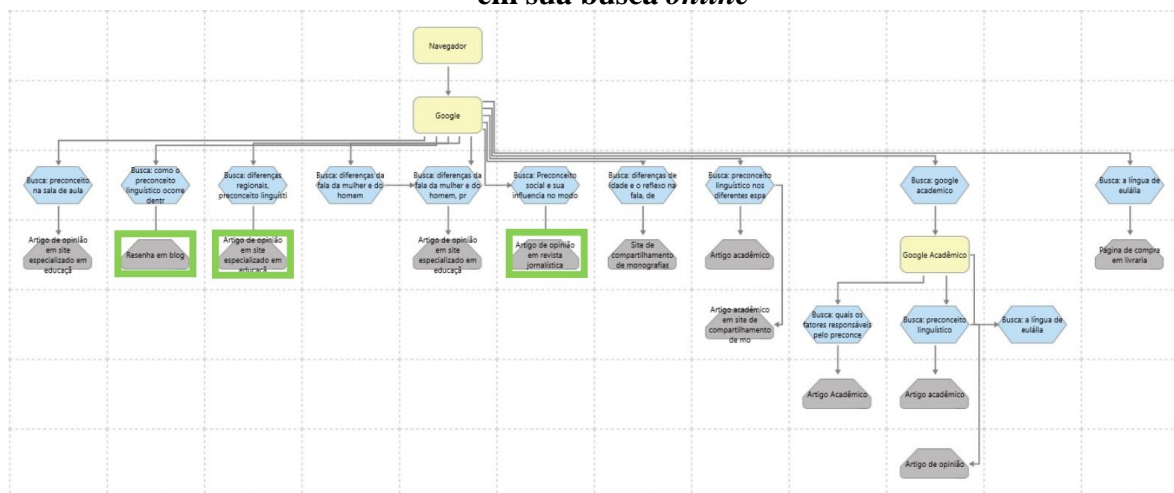 em sua busca online
Navegador
Google
Busca: preconceito
na sala de aula
Busca: como o
preconceito
linguístico ocorre
dentr
Busca: diferenças
regionais,
preconceito linguísti
Busca: diferenças da
fala da mulher e do
homem
Busca: diferenças da
fala da mulher e do
homem, pr
Busca: Preconceito
social e sua
influencia no modo
Busca: diferenças de
idade e o reflexo na
fala, de
Busca: preconceito
linguístico nos
diferentes espa
Busca: google
academico
Busca: a língua de
eulália
Artigo de opinião
em site
especializado em
educaçã
Resenha em blog
Artigo de opinião
em site
especializado em
educaçã
Artigo de opinião
em site
especializado em
educaçã
Artigo de opinião
em revista
jornalística
Site de
compartilhamento
de monografias
Artigo acadêmico
Google Acadêmico
Página de compra
em livraria
Artigo acadêmico
em site de
compartilhamento
de mo
Busca: quais os
fatores responsáveis
pelo preconce
Busca: preconceito
linguístico
Busca: a língua de
eulália
Artigo Acadêmico
Artigo acadêmico
Artigo de opinião